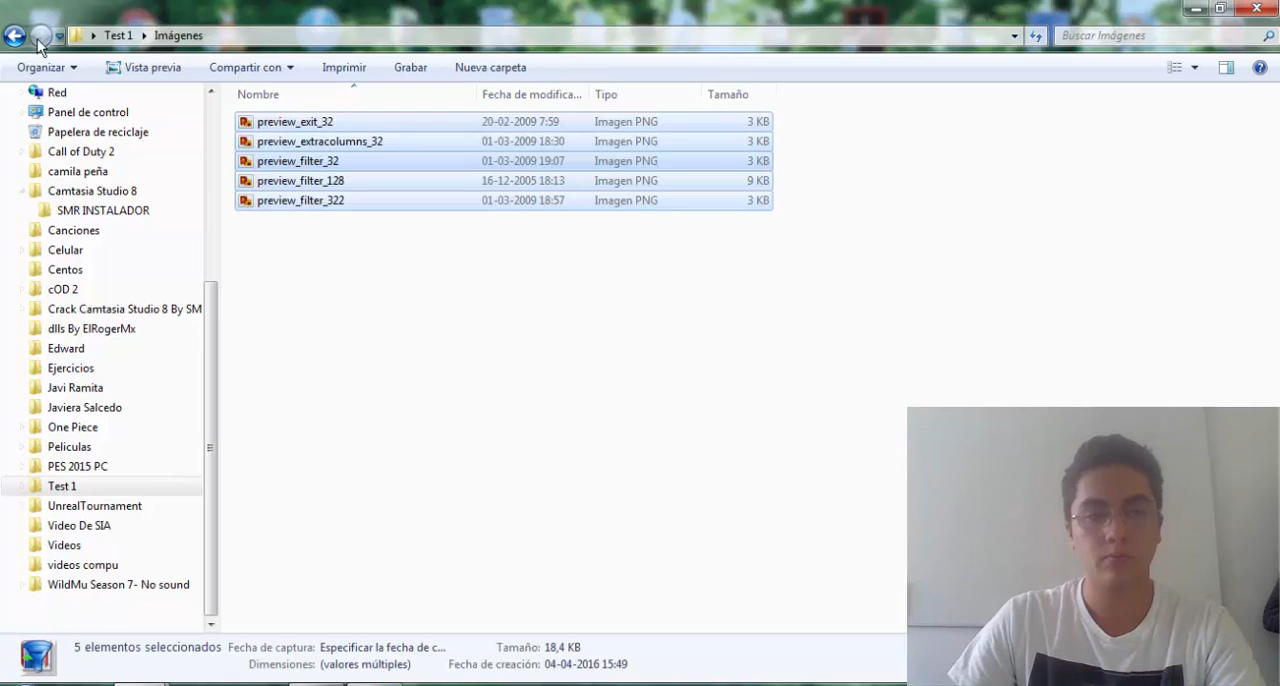 Test 1 Imágenes
Buscar Imágenes
Organizar Vista previa Compartir con Imprimir Grabar Nueva carpeta
Red
Panel de control
Papelera de reciclaje
Call of Duty 2
camila peña
Camtasia Studio 8
SMR INSTALADOR
Canciones
Celular
Centos
cOD 2
Crack Camtasia Studio 8 By SM
dlls By ElRogerMx
Edward
Ejercicios
Javi Ramita
Javiera Salcedo
One Piece
Peliculas
PES 2015 PC
Test 1
UnrealTournament
Video De SIA
Videos
videos compu
WildMu Season 7- No sound
Nombre Fecha de modifica... Tipo Tamaño
preview_exit_32 20-02-2009 7:59 Imagen PNG 3 KB
preview_extracolumns_32 01-03-2009 18:30 Imagen PNG 3 KB
preview_filter_32 01-03-2009 19:07 Imagen PNG 3 KB
preview_filter_128 16-12-2005 18:13 Imagen PNG 9 KB
preview_filter_322 01-03-2009 18:57 Imagen PNG 3 KB
5 elementos seleccionados Fecha de captura: Especificar la fecha de c... Tamaño: 18,4 KB
Dimensiones: (valores múltiples) Fecha de creación: 04-04-2016 15:49